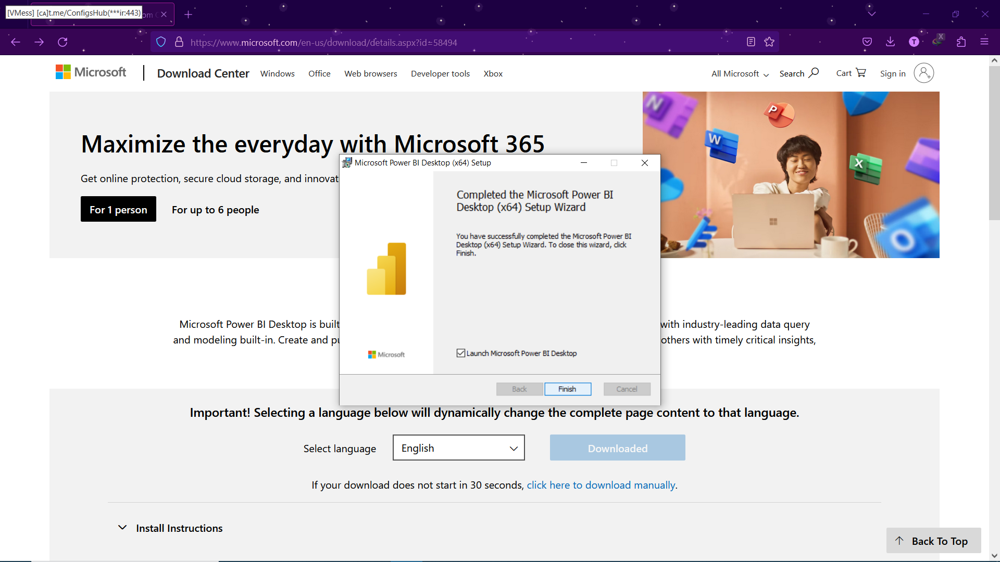 [VMess] [ᴄᴀ]t.me/ConfigsHub(***ir:443)
https://www.microsoft.com/en-us/download/details.aspx?id=58494
T
X
Microsoft
Download Center
Windows
Office
Web browsers
Developer tools
Xbox
All Microsoft
Search
Cart
Sign in
Maximize the everyday with Microsoft 365
Get online protection, secure cloud storage, and innovat
For 1 person
For up to 6 people
N
P
W
X
O
Microsoft Power BI Desktop (x64) Setup
Completed the Microsoft Power BI
Desktop (x64) Setup Wizard
You have successfully completed the Microsoft Power BI
Desktop (x64) Setup Wizard. To close this wizard, click
Finish.
Microsoft
Launch Microsoft Power BI Desktop
Back
Finish
Cancel
Microsoft Power BI Desktop is built
with industry-leading data query
and modeling built-in. Create and pu
others with timely critical insights,
Important! Selecting a language below will dynamically change the complete page content to that language.
Select language
English
Downloaded
If your download does not start in 30 seconds, click here to download manually.
Install Instructions
Back To Top